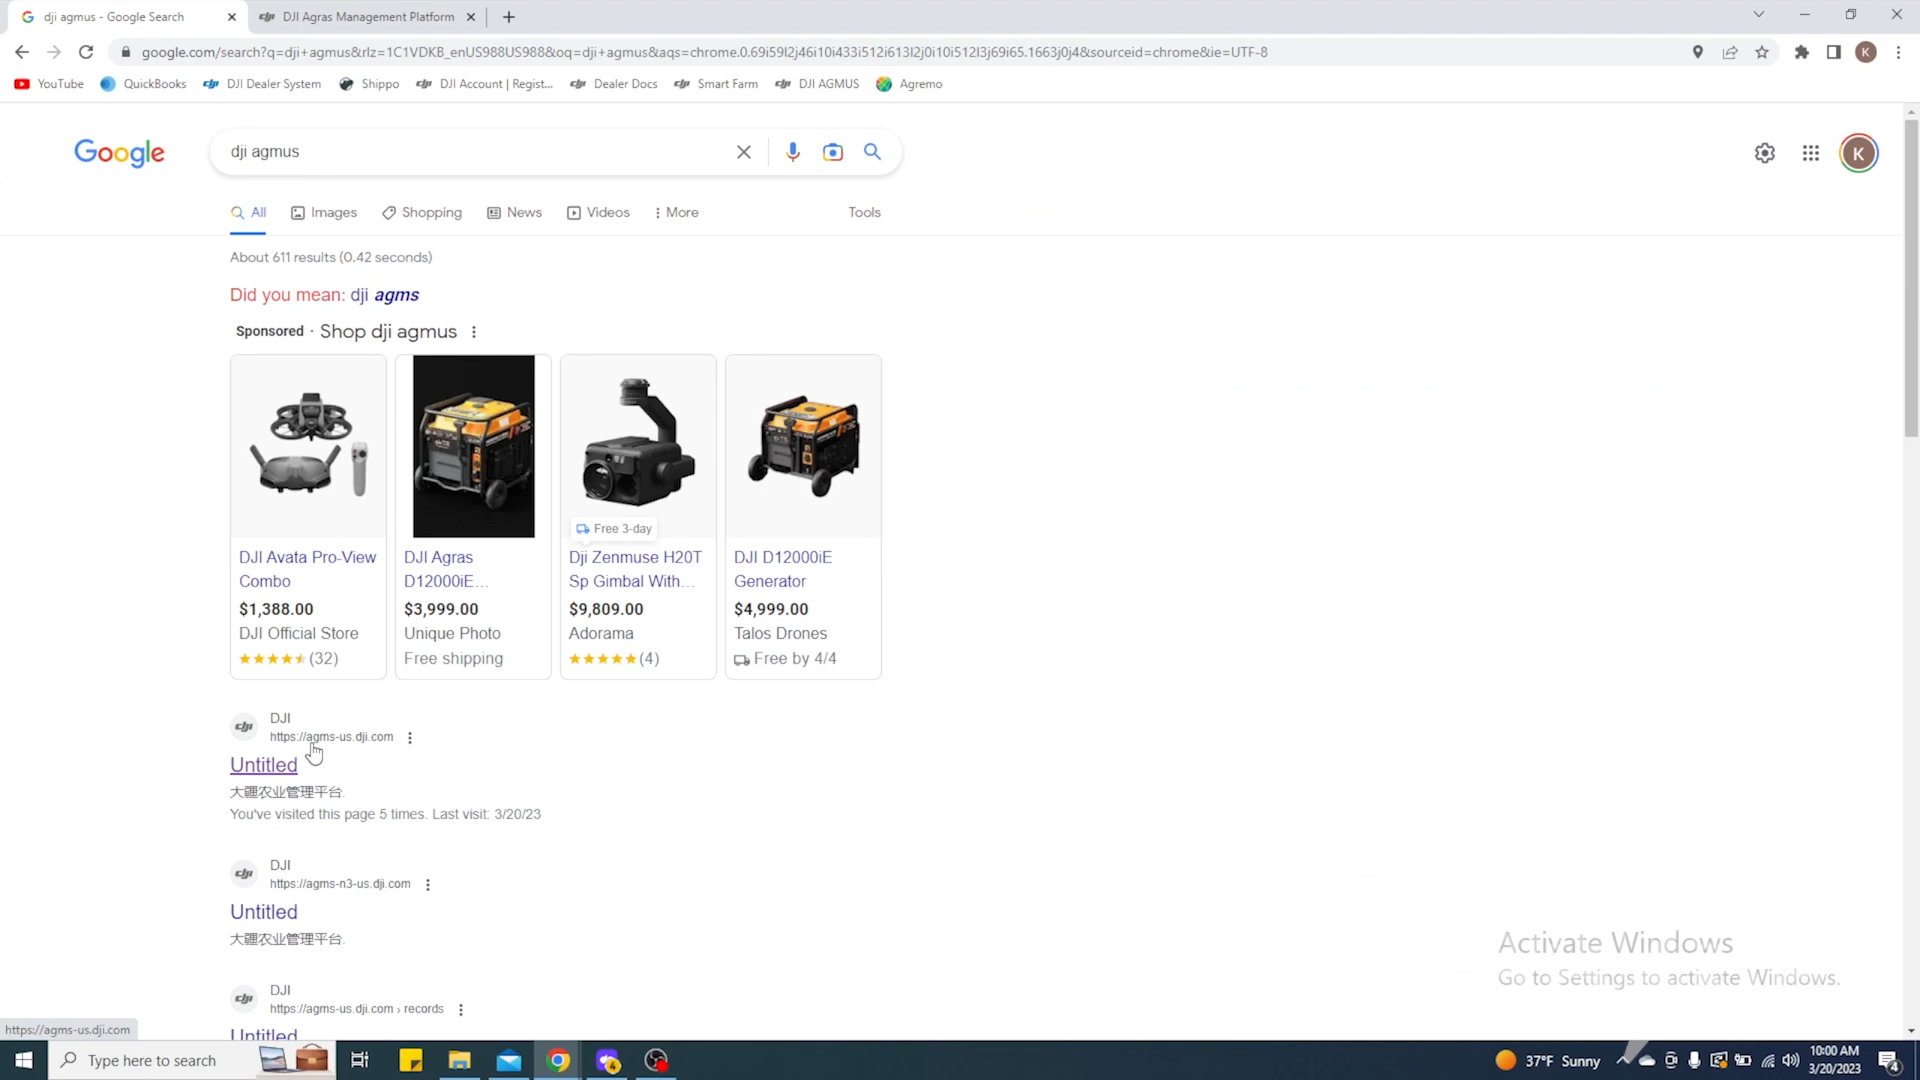 dji agmus - Google Search
DJI Agras Management Platform
google.com/search?q=dji+agmus&rlz=1C1VDKB_enUS988US988&oq=dji+agmus&aqs=chrome.0.69i59l2j46i10i433i512i613l2j0i10i512l3j69i65.1663j0j4&sourceid=chrome&ie=UTF-8
K
YouTube
QuickBooks
DJI Dealer System
Shippo
DJI Account | Regist...
Dealer Docs
Smart Farm
DJI AGMUS
Agremo
Google
dji agmus
K
All
Images
Shopping
News
Videos
More
Tools
About 611 results (0.42 seconds)
Did you mean: dji agms
Sponsored · Shop dji agmus
Free 3-day
DJI Avata Pro-View
Combo
$1,388.00
DJI Official Store
(32)
DJI Agras
D12000iE...
$3,999.00
Unique Photo
Free shipping
Dji Zenmuse H20T
Sp Gimbal With...
$9,809.00
Adorama
(4)
DJI D12000iE
Generator
$4,999.00
Talos Drones
Free by 4/4
DJI
https://agms-us.dji.com
Untitled
大疆农业管理平台.
You've visited this page 5 times. Last visit: 3/20/23
DJI
https://agms-n3-us.dji.com
Untitled
大疆农业管理平台.
DJI
https://agms-us.dji.com › records
Untitled
Activate Windows
Go to Settings to activate Windows.
https://agms-us.dji.com
Type here to search
37°F Sunny
10:00 AM
3/20/2023
4